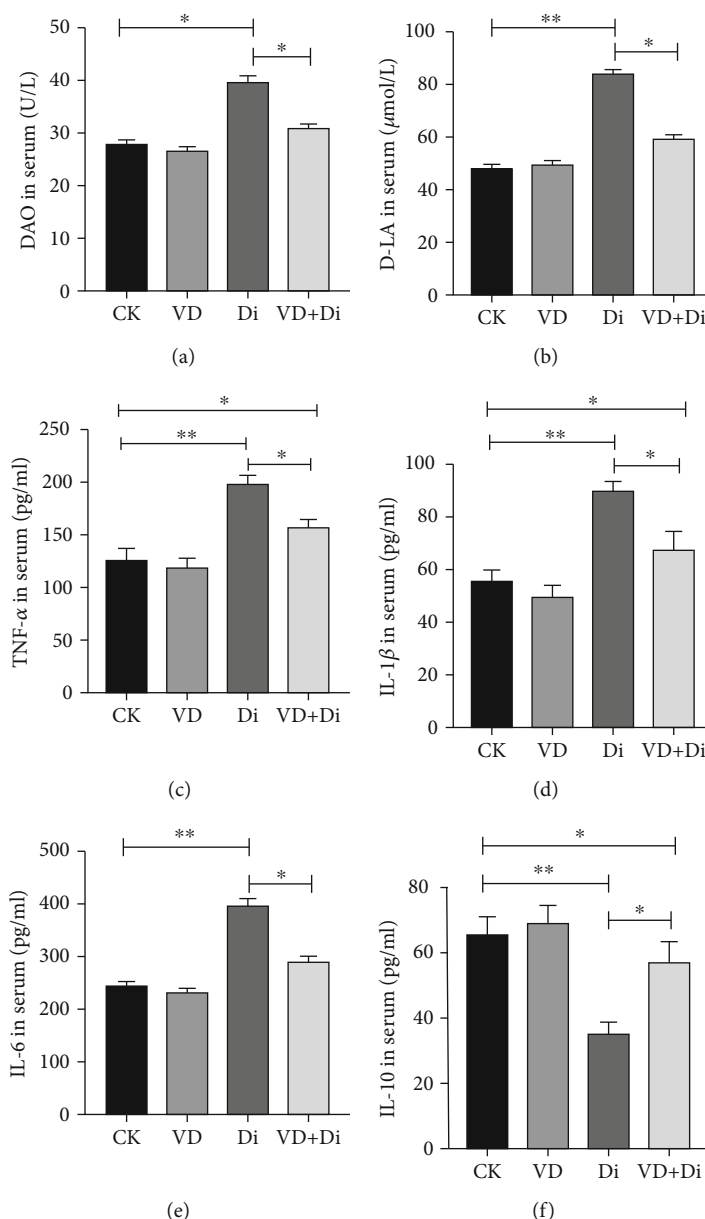 *
*
50
40
30
20
10
0
DAO in serum (U/L)
CK VD Di VD+Di
(a)
**
*
100
80
60
40
20
0
D-LA in serum (μmol/L)
CK VD Di VD+Di
(b)
*
**
*
250
200
150
100
50
0
TNF-α in serum (pg/ml)
CK VD Di VD+Di
(c)
*
**
*
100
80
60
40
20
0
IL-1β in serum (pg/ml)
CK VD Di VD+Di
(d)
**
*
500
400
300
200
100
0
IL-6 in serum (pg/ml)
CK VD Di VD+Di
(e)
*
**
*
80
60
40
20
0
IL-10 in serum (pg/ml)
CK VD Di VD+Di
(f)